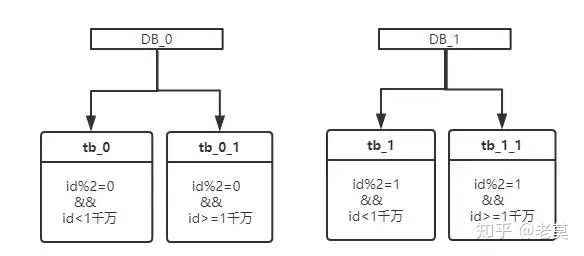 DB_0
DB_1
tb_0
tb_0_1
tb_1
tb_1_1
id%2=0
&&
id<1千万
id%2=0
&&
id>=1千万
id%2=1
&&
id<1千万
id%2=1
&&
id>=1千万
知乎 @老莫